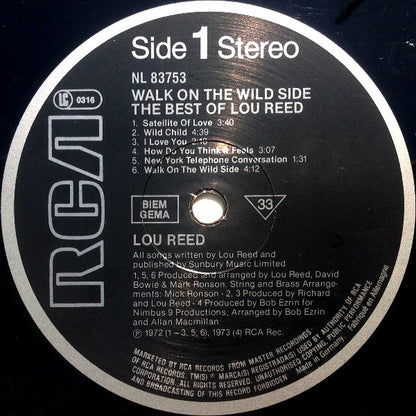 Side 1 Stereo
NL 83753
LC 0316
WALK ON THE WILD SIDE
THE BEST OF LOU REED
1. Satellite Of Love 3:40
2. Wild Child 4:39
3. I Love You 2:18
4. How Do You Think It Feels 3:07
5. New York Telephone Conversation 1:31
6. Walk On The Wild Side 4:12
RCA
BIEM
GEMA
33
LOU REED
All songs written by Lou Reed and
published by Sunbury Music Limited
1, 5, 6 Produced and arranged by Lou Reed, David
Bowie & Mark Ronson. String and Brass Arrange-
ments: Mick Ronson · 2, 3 Produced by Richard
and Lou Reed · 4 Produced by Bob Ezrin for
Nimbus 9 Productions, Arranged by Bob Ezrin
and Allan Macmillan
℗ 1972 (1 – 3, 5, 6), 1973 (4) RCA Rec.
MARKETED BY RCA RECORDS FROM MASTER RECORDINGS USED BY AUTHORITY OF RCA
RECORDS. TM(S) ® MARCA(S) REGISTRADA(S) USED BY AUTHORITY OF RCA
CORPORATION. ALL RIGHTS RESERVED. UNAUTHORISED COPYING, PUBLIC PERFORMANCE
AND BROADCASTING OF THIS RECORD FORBIDDEN.
Made in Germany. Fabriqué en Allemagne